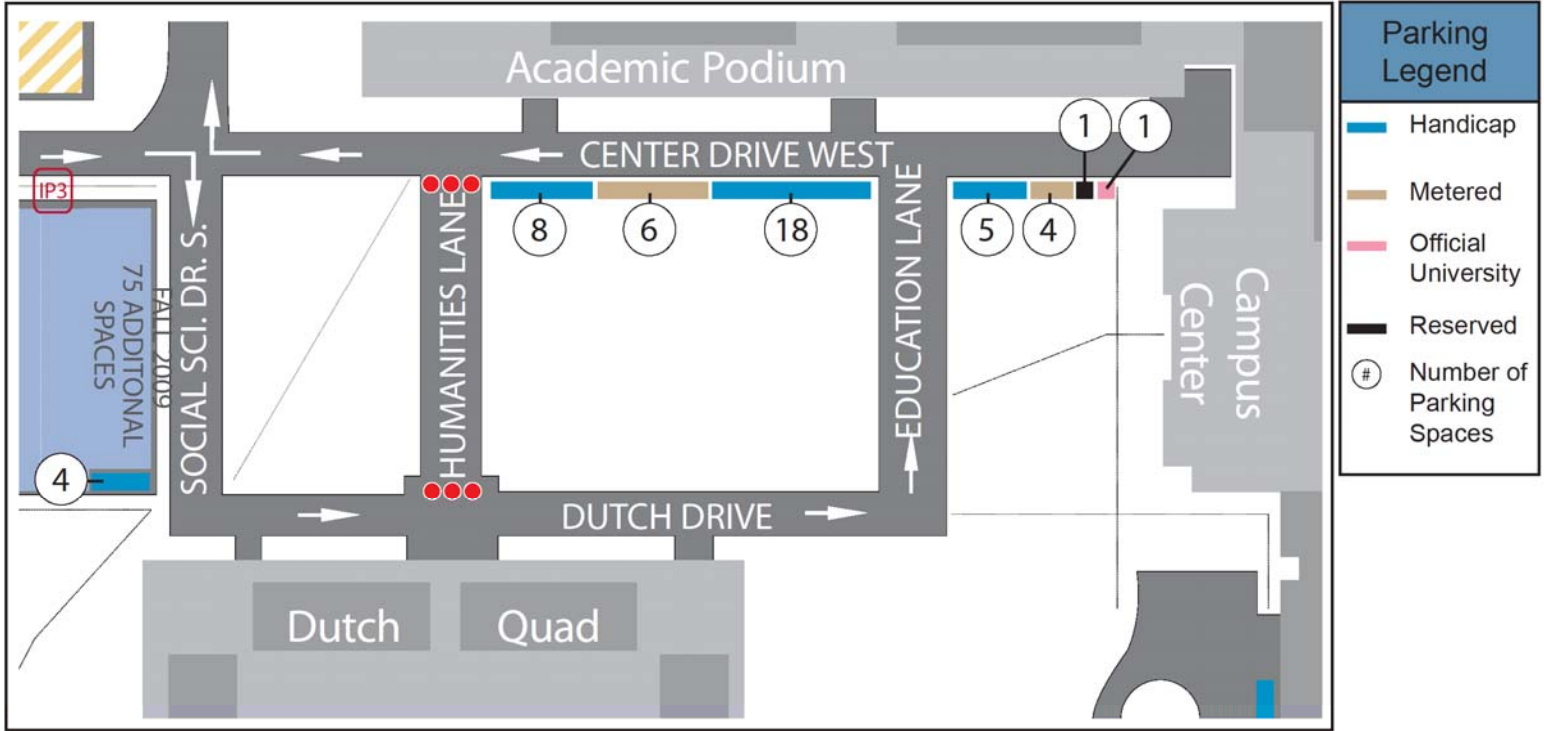 Academic Podium
CENTER DRIVE WEST
1
1
IP3
8
6
18
5
4
SOCIAL SCI. DR. S.
HUMANITIES LANE
EDUCATION LANE
FALL 2009
75 ADDITONAL
SPACES
4
Campus
Center
DUTCH DRIVE
Dutch
Quad
Parking
Legend
Handicap
Metered
Official
University
Reserved
#
Number of
Parking
Spaces